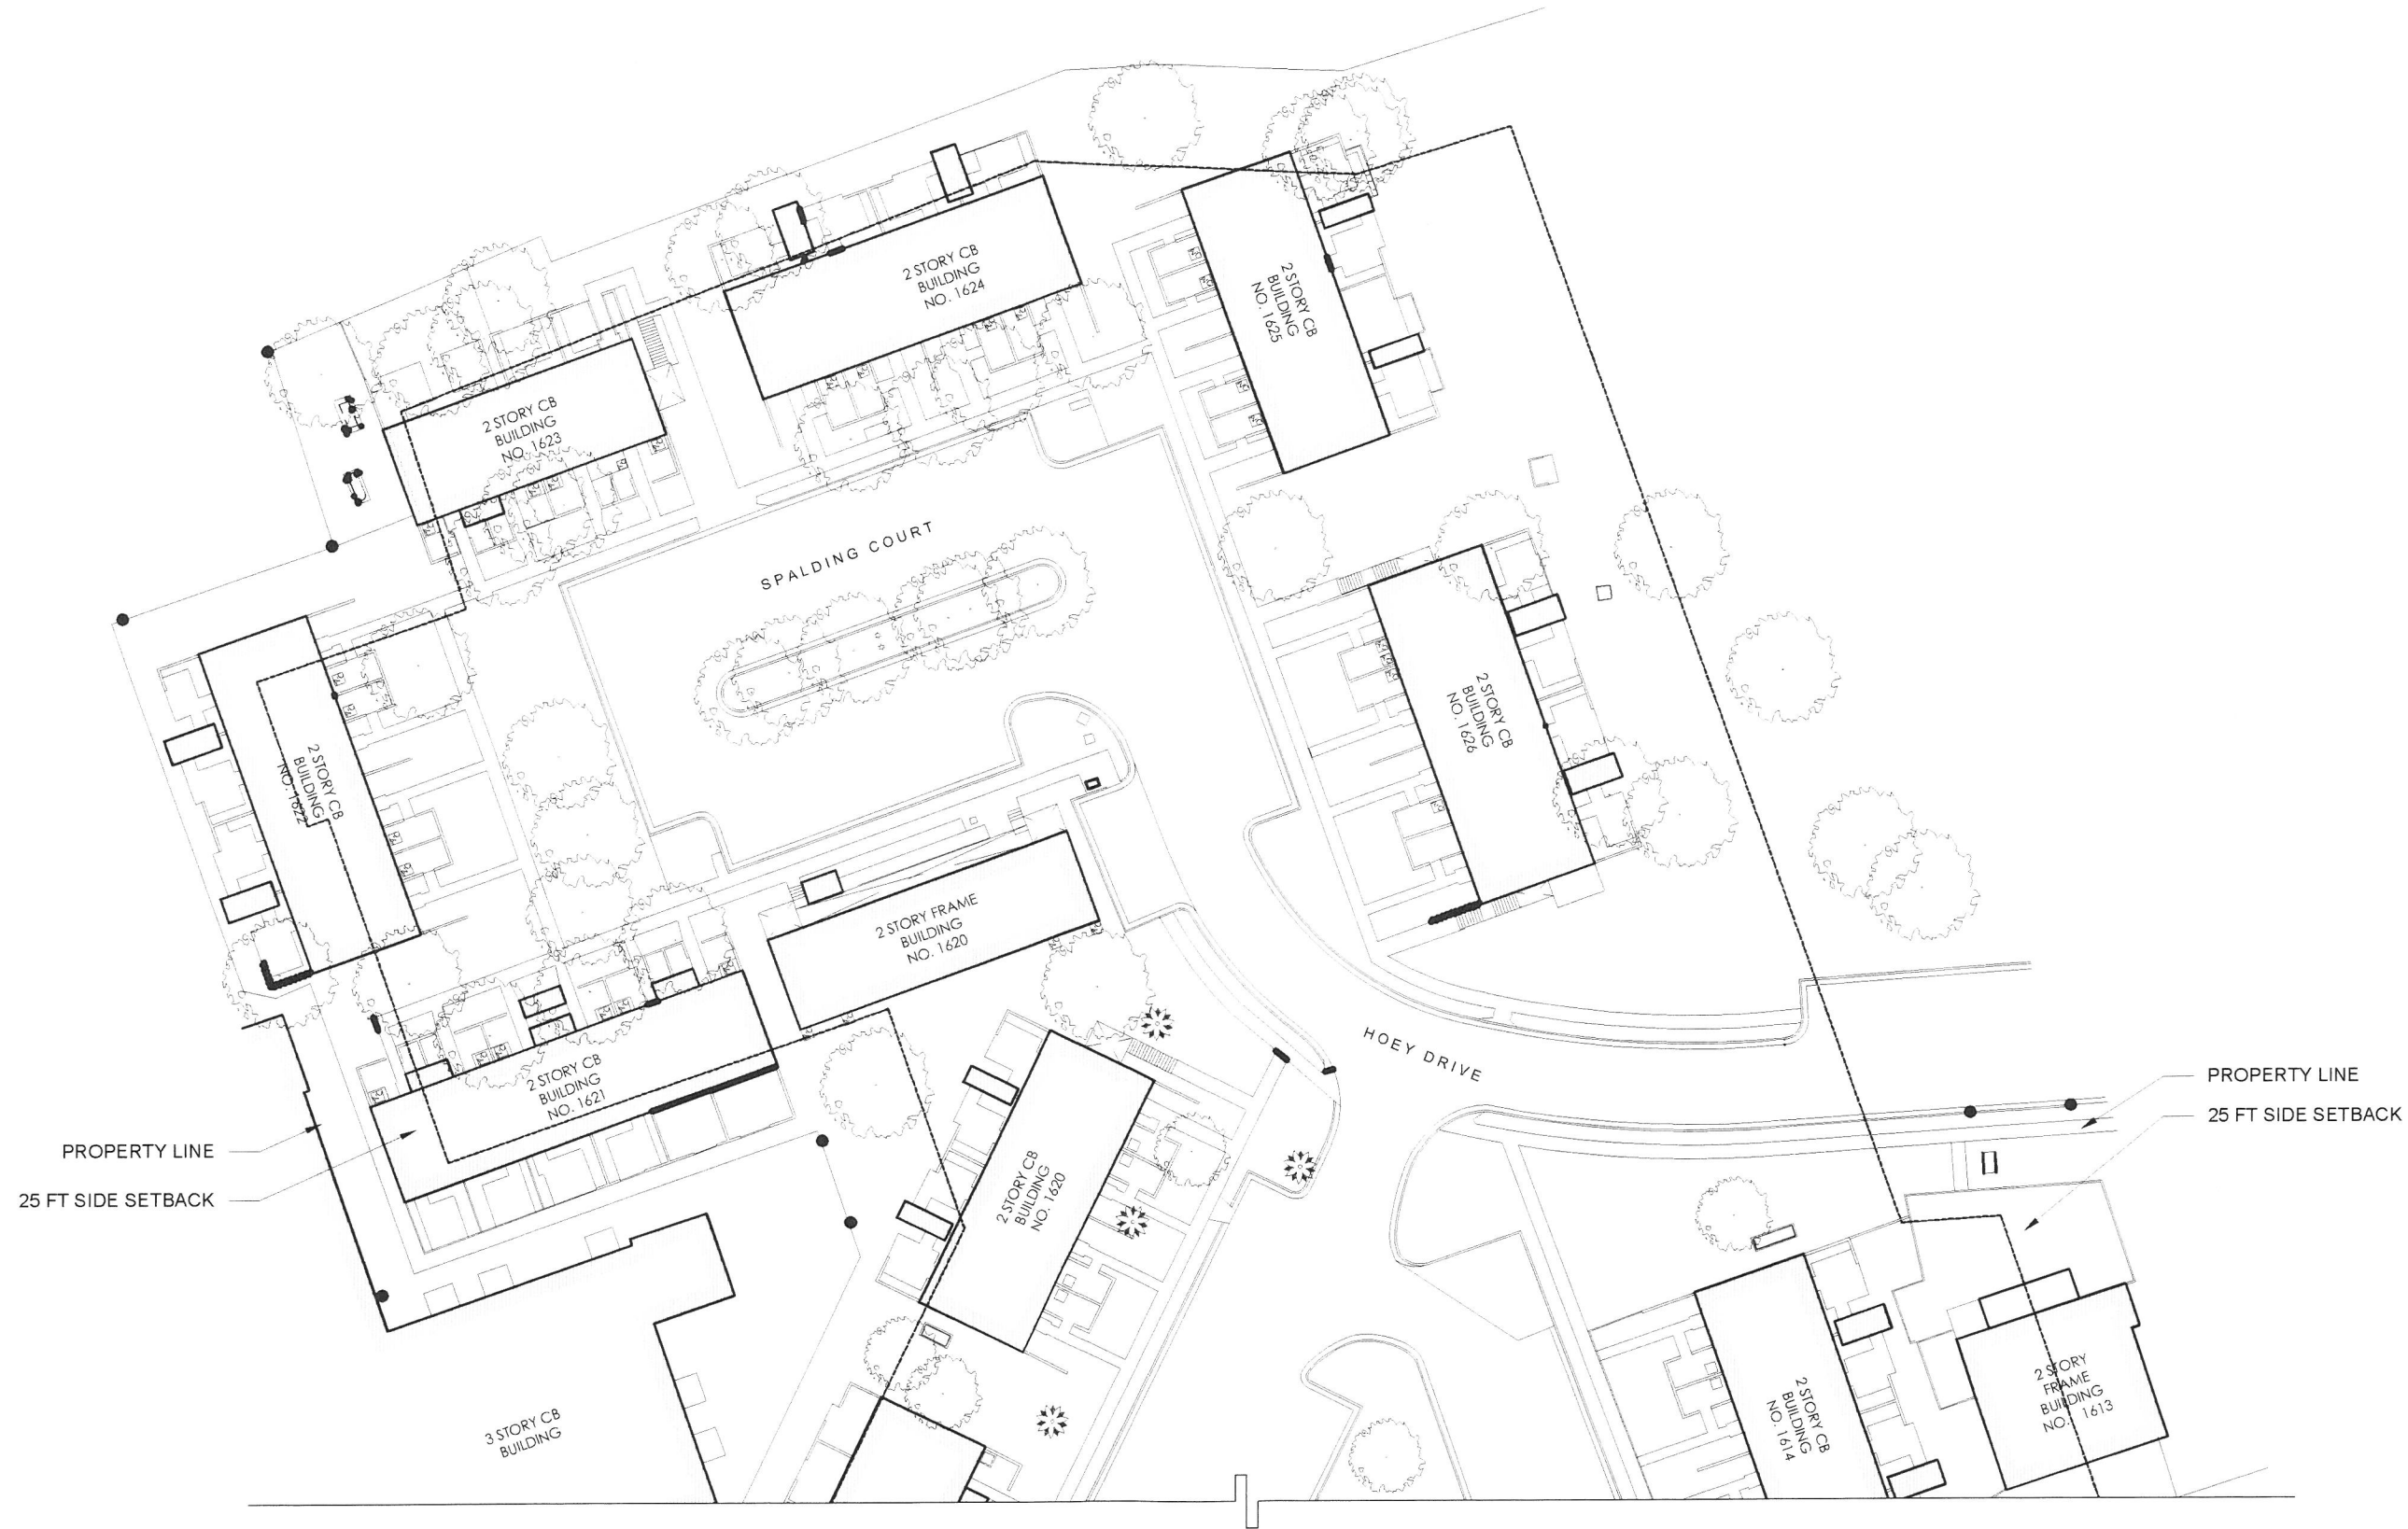 2 STORY CB
BUILDING
NO. 1624
2 STORY CB
BUILDING
NO. 1625
2 STORY CB
BUILDING
NO. 1623
SPALDING COURT
2 STORY CB
BUILDING
NO. 1622
2 STORY CB
BUILDING
NO. 1626
2 STORY FRAME
BUILDING
NO. 1620
2 STORY CB
BUILDING
NO. 1621
HOEY DRIVE
PROPERTY LINE
25 FT SIDE SETBACK
2 STORY CB
BUILDING
NO. 1620
PROPERTY LINE
25 FT SIDE SETBACK
3 STORY CB
BUILDING
2 STORY CB
BUILDING
NO. 1614
2 STORY
FRAME
BUILDING
NO. 1613